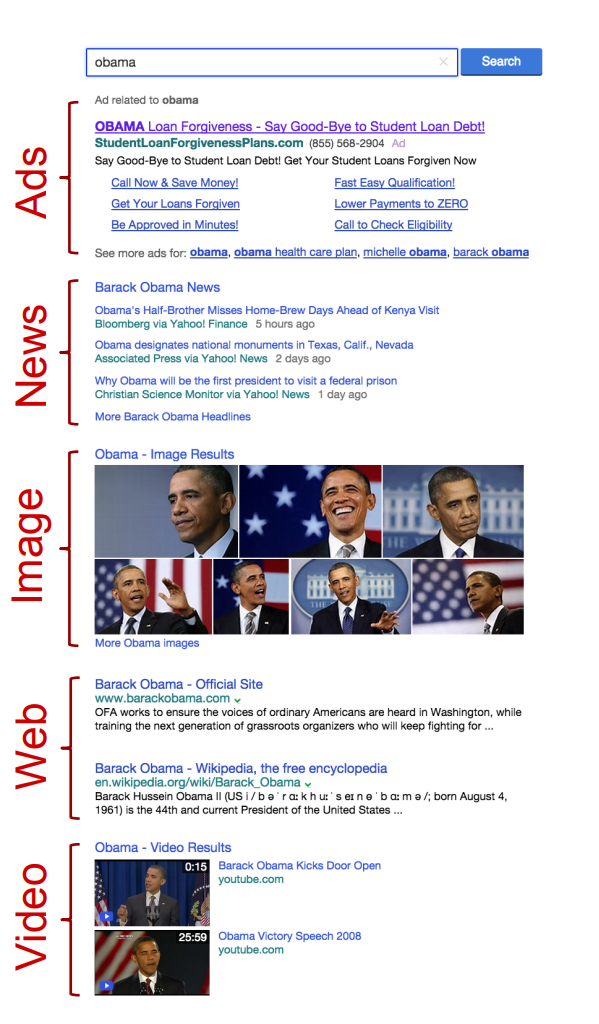 obama
Search
Ads
Ad related to obama
OBAMA Loan Forgiveness - Say Good-Bye to Student Loan Debt!
StudentLoanForgivenessPlans.com (855) 568-2904 Ad
Say Good-Bye to Student Loan Debt! Get Your Student Loans Forgiven Now
Call Now & Save Money! Fast Easy Qualification!
Get Your Loans Forgiven Lower Payments to ZERO
Be Approved in Minutes! Call to Check Eligibility
See more ads for: obama, obama health care plan, michelle obama, barack obama
News
Barack Obama News
Obama's Half-Brother Misses Home-Brew Days Ahead of Kenya Visit
Bloomberg via Yahoo! Finance 5 hours ago
Obama designates national monuments in Texas, Calif., Nevada
Associated Press via Yahoo! News 2 days ago
Why Obama will be the first president to visit a federal prison
Christian Science Monitor via Yahoo! News 1 day ago
More Barack Obama Headlines
Image
Obama - Image Results
More Obama images
Web
Barack Obama - Official Site
www.barackobama.com
OFA works to ensure the voices of ordinary Americans are heard in Washington, while
training the next generation of grassroots organizers who will keep fighting for ...
Barack Obama - Wikipedia, the free encyclopedia
en.wikipedia.org/wiki/Barack_Obama
Barack Hussein Obama II (US i / b ə ˈ r ɑː k h uː ˈ s eɪ n ə ˈ b ɑː m ə /; born August 4,
1961) is the 44th and current President of the United States ...
Video
Obama - Video Results
0:15
Barack Obama Kicks Door Open
youtube.com
25:59
Obama Victory Speech 2008
youtube.com